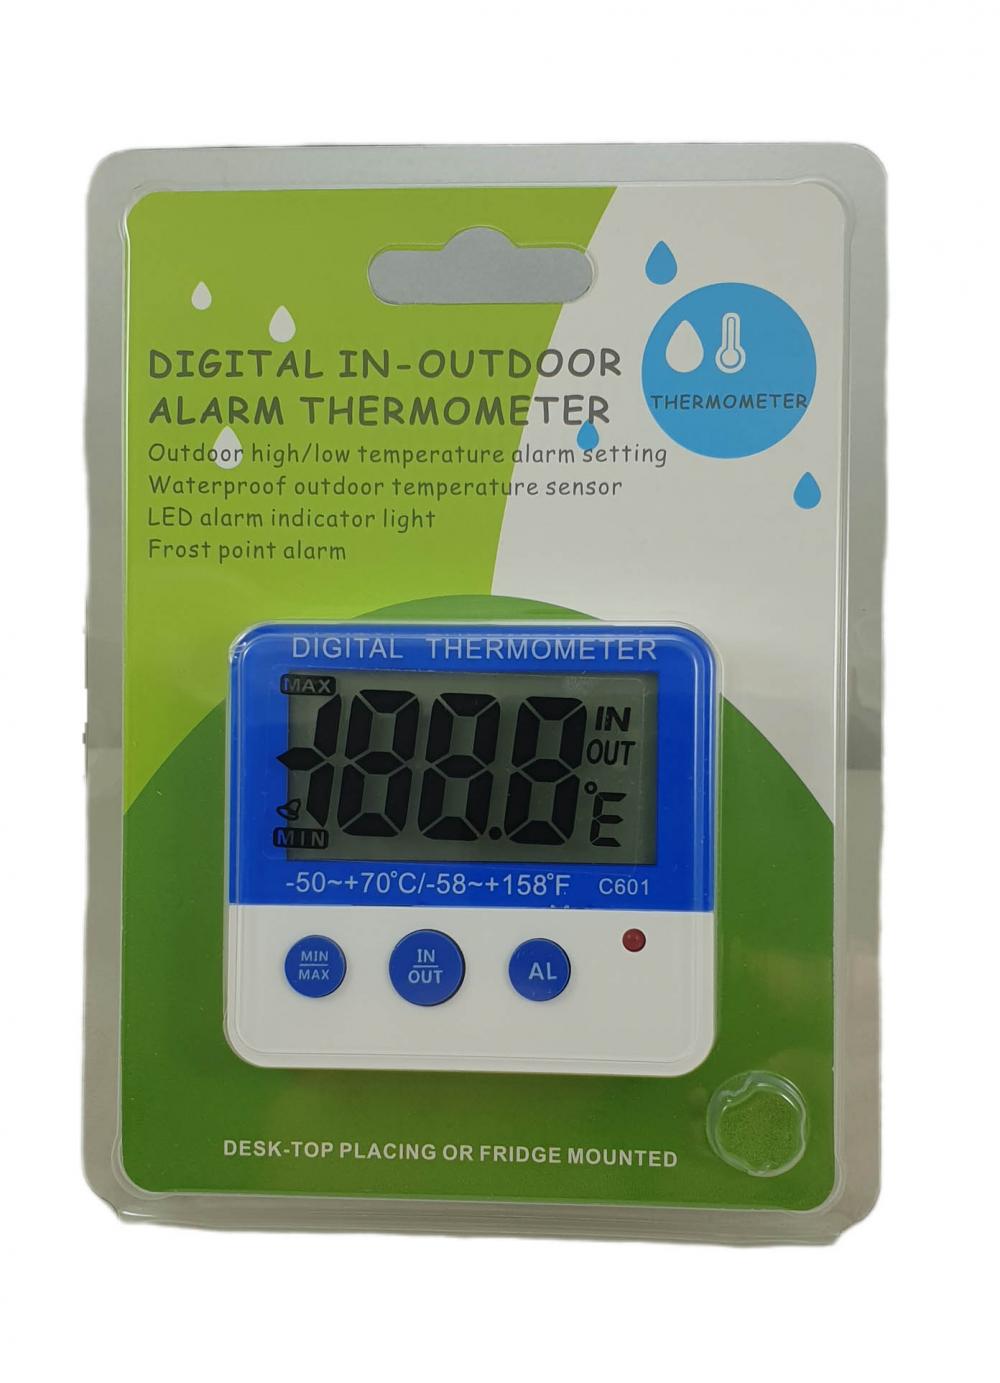 DIGITAL IN-OUTDOOR
ALARM THERMOMETER
THERMOMETER
Outdoor high/low temperature alarm setting
Waterproof outdoor temperature sensor
LED alarm indicator light
Frost point alarm
DIGITAL THERMOMETER
MAX
188.8
IN
OUT
°E
MIN
-50~+70°C/-58~+158°F C601
MIN
MAX
IN
OUT
AL
DESK-TOP PLACING OR FRIDGE MOUNTED